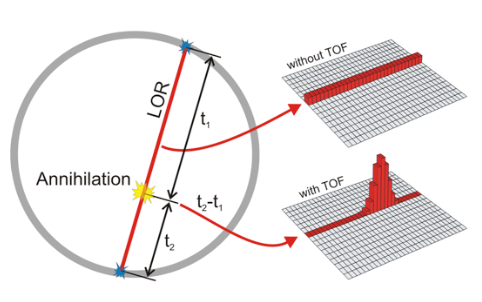 without TOF
LOR
t₁
Annihilation
t₂-t₁
with TOF
t₂